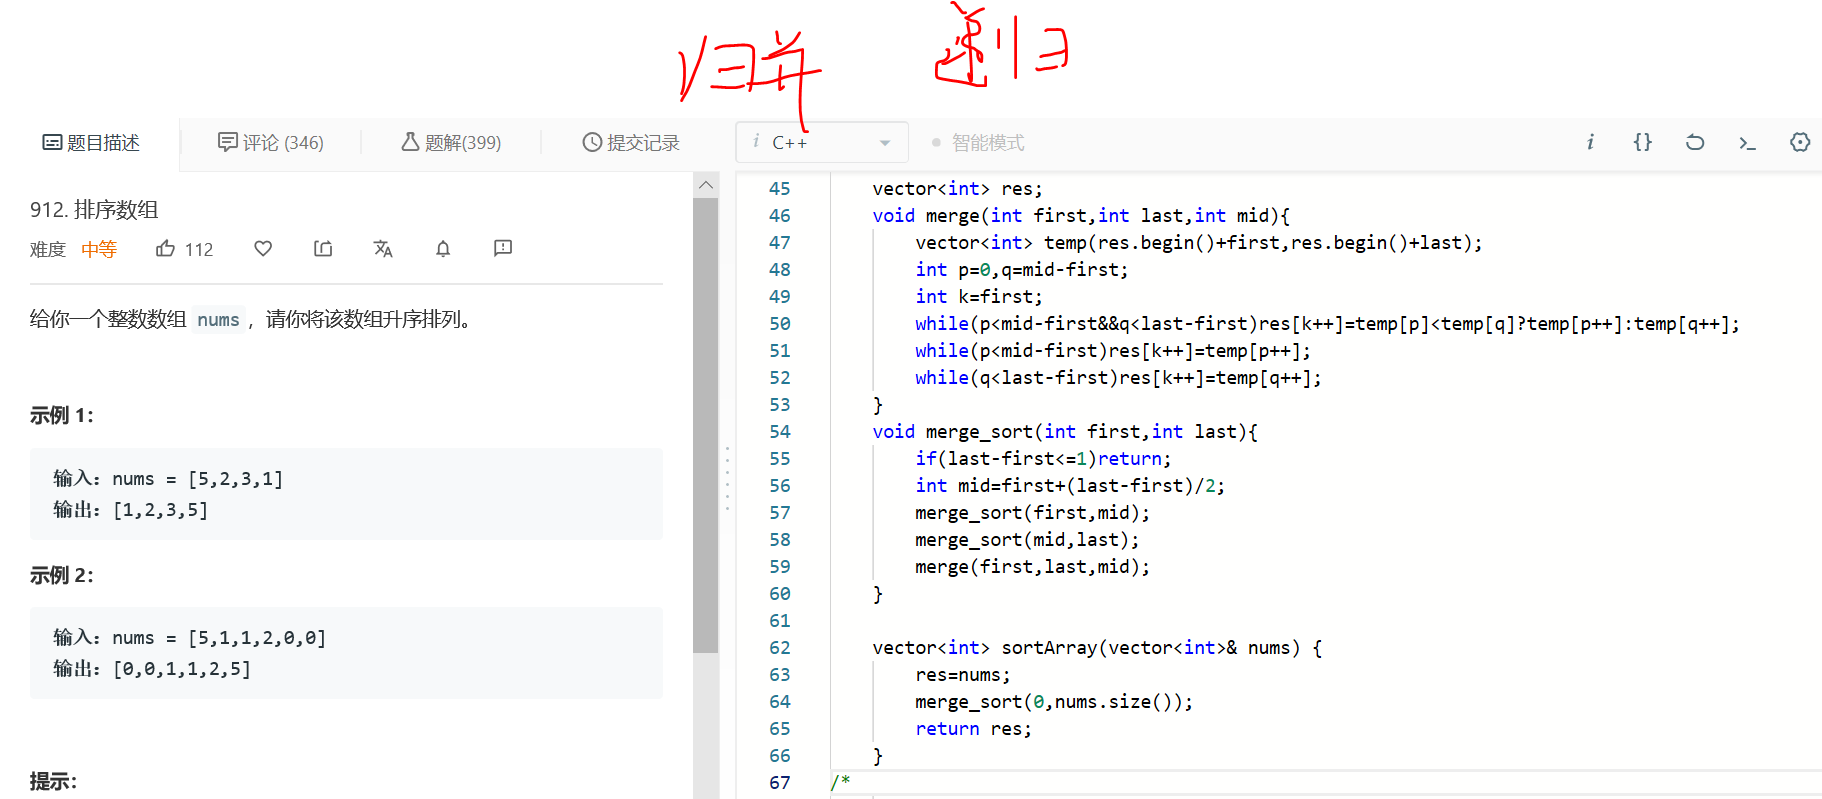 归并 递归
题目描述 评论 (346) 题解(399) 提交记录 i C++ 智能模式 i {} >_
912. 排序数组
难度 中等 112
给你一个整数数组 nums，请你将该数组升序排列。
示例 1：
输入：nums = [5,2,3,1]
输出：[1,2,3,5]
示例 2：
输入：nums = [5,1,1,2,0,0]
输出：[0,0,1,1,2,5]
提示：
45 vector<int> res;
46 void merge(int first,int last,int mid){
47 vector<int> temp(res.begin()+first,res.begin()+last);
48 int p=0,q=mid-first;
49 int k=first;
50 while(p<mid-first&&q<last-first)res[k++]=temp[p]<temp[q]?temp[p++]:temp[q++];
51 while(p<mid-first)res[k++]=temp[p++];
52 while(q<last-first)res[k++]=temp[q++];
53 }
54 void merge_sort(int first,int last){
55 if(last-first<=1)return;
56 int mid=first+(last-first)/2;
57 merge_sort(first,mid);
58 merge_sort(mid,last);
59 merge(first,last,mid);
60 }
61
62 vector<int> sortArray(vector<int>& nums) {
63 res=nums;
64 merge_sort(0,nums.size());
65 return res;
66 }
67 /*